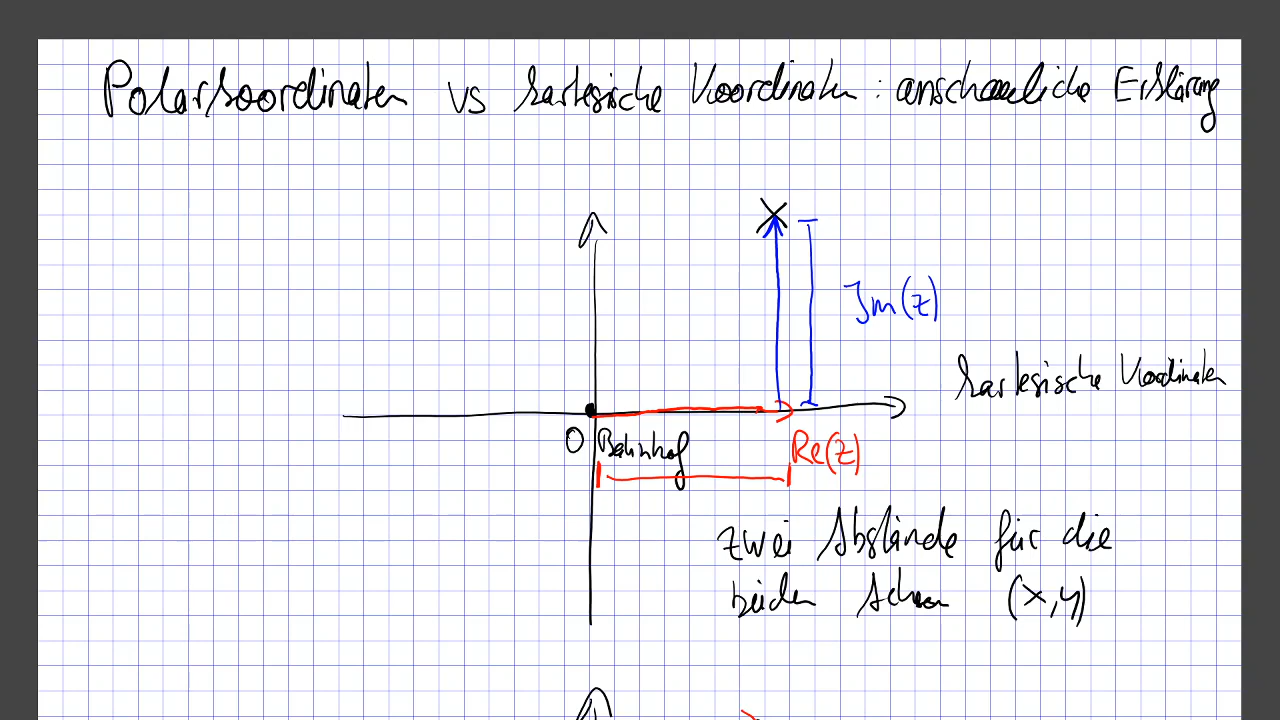 Polarkoordinaten vs kartesische Koordinaten : anschauliche Erklärung
Im(z)
kartesische Koordinaten
0 Bahnhof Re(z)
zwei Abstände für die
beiden Achsen (x,y)